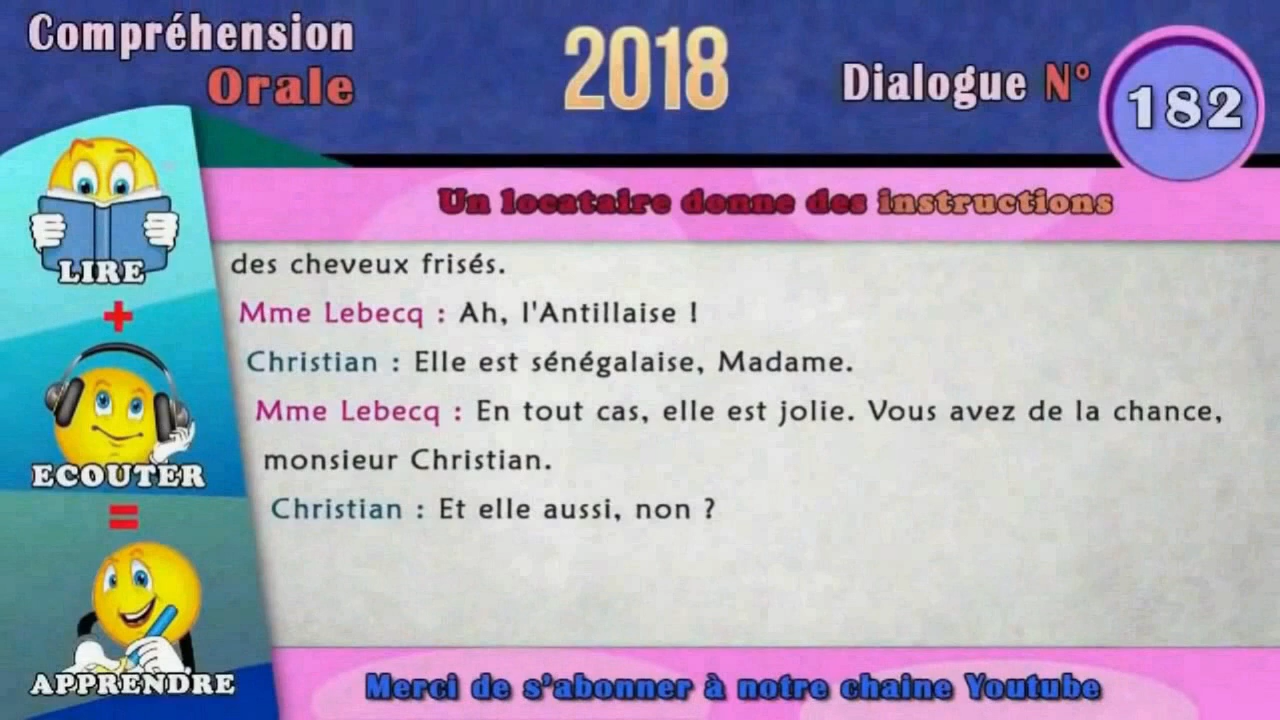 Compréhension
Orale
2018
Dialogue N°
182
Un locataire donne des instructions
LIRE
+
ECOUTER
=
APPRENDRE
des cheveux frisés.
Mme Lebecq : Ah, l'Antillaise !
Christian : Elle est sénégalaise, Madame.
Mme Lebecq : En tout cas, elle est jolie. Vous avez de la chance,
monsieur Christian.
Christian : Et elle aussi, non ?
Merci de s'abonner à notre chaine Youtube